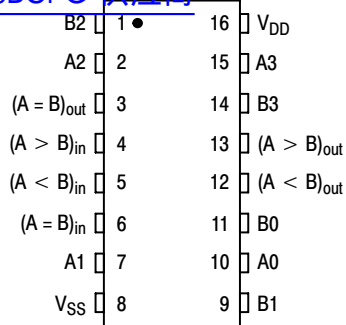 B2 1 16 VDD
A2 2 15 A3
(A = B)out 3 14 B3
(A > B)in 4 13 (A > B)out
(A < B)in 5 12 (A < B)out
(A = B)in 6 11 B0
A1 7 10 A0
VSS 8 9 B1